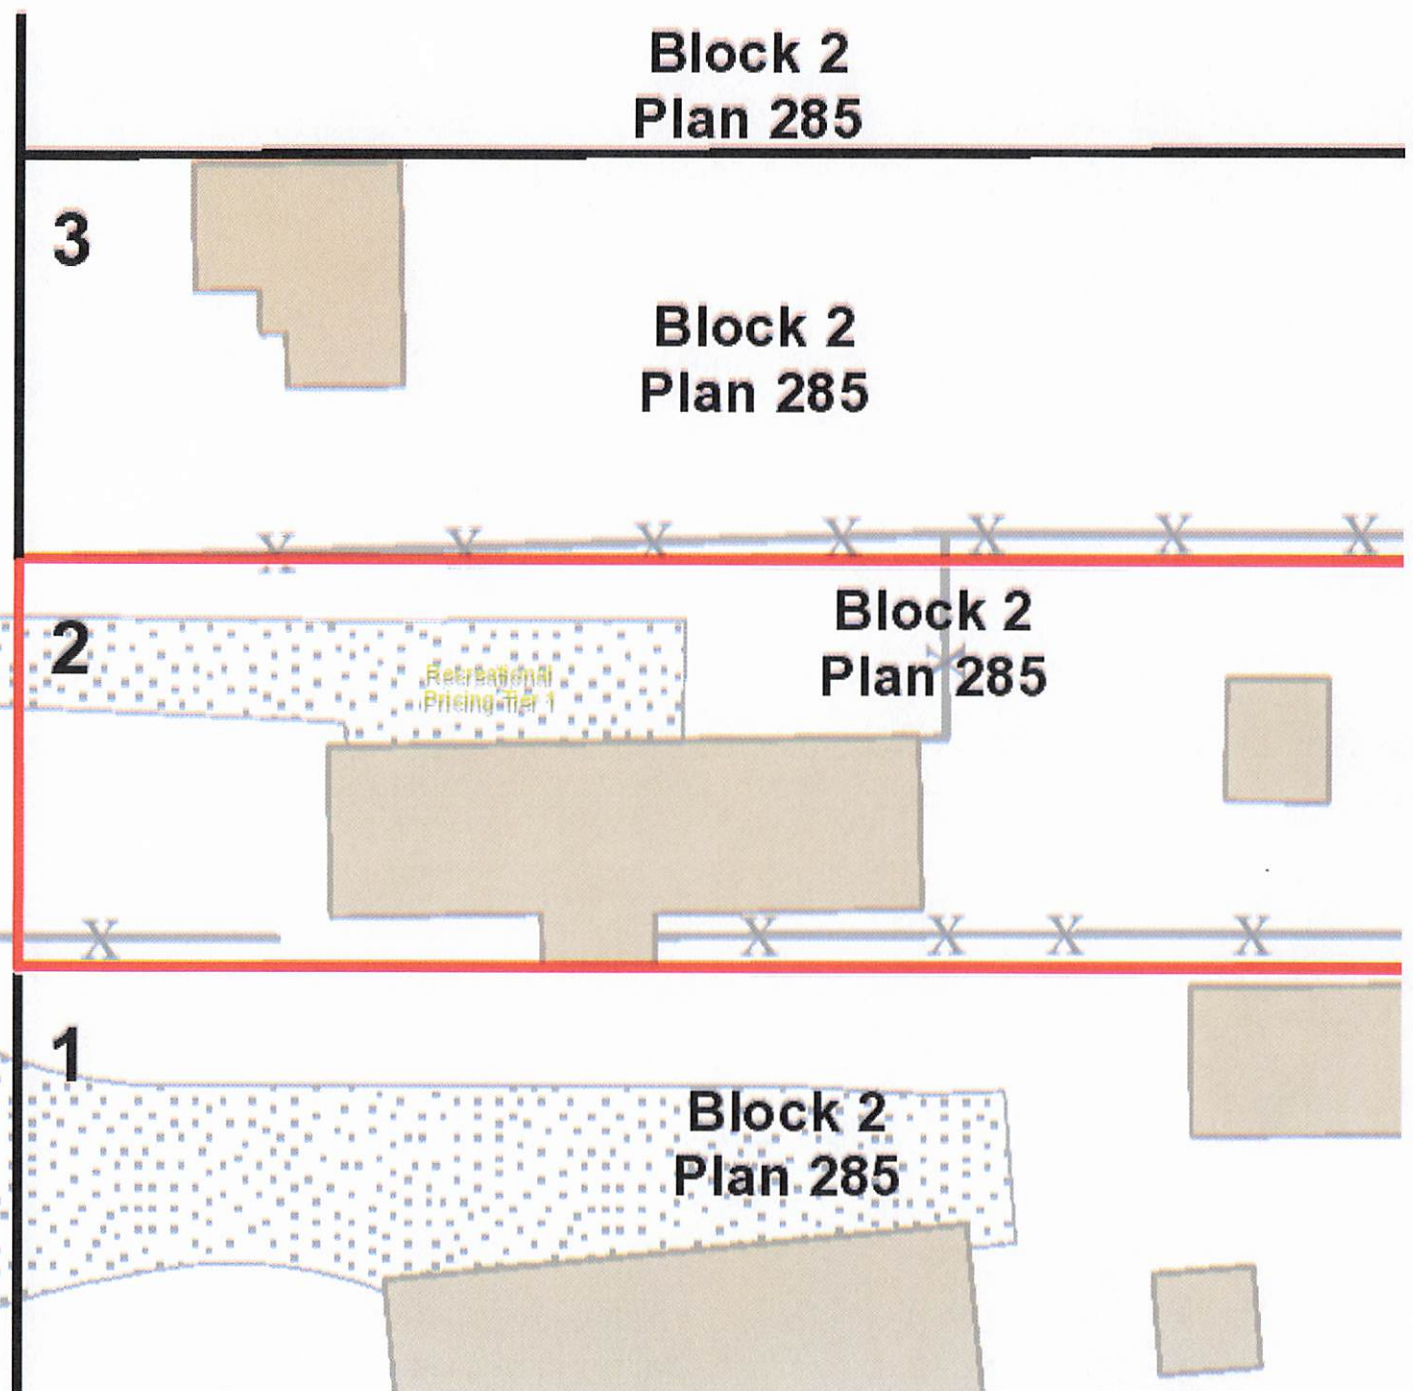 Block 2
Plan 285
3
Block 2
Plan 285
X X X X X X X
2
Block 2
Plan 285
Recreational
Pricing Tier 1
X
X X X X X
1
Block 2
Plan 285